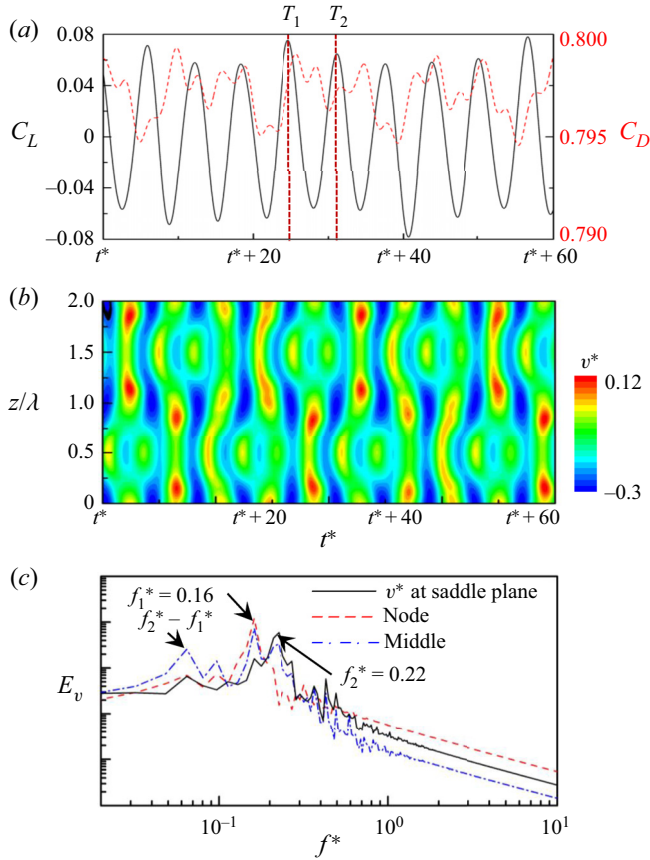 (a)
T1 T2
0.08 0.800
0.04
CL 0 0.795 CD
–0.04
–0.08 0.790
t* t* + 20 t* + 40 t* + 60
(b)
2.0
1.5
z/λ 1.0
0.5
0
v*
0.12
–0.3
t* t* + 20 t* + 40 t* + 60
t*
(c)
f1* = 0.16
f2* – f1*
v* at saddle plane
Node
Middle
f2* = 0.22
Ev
10–1 100 101
f*